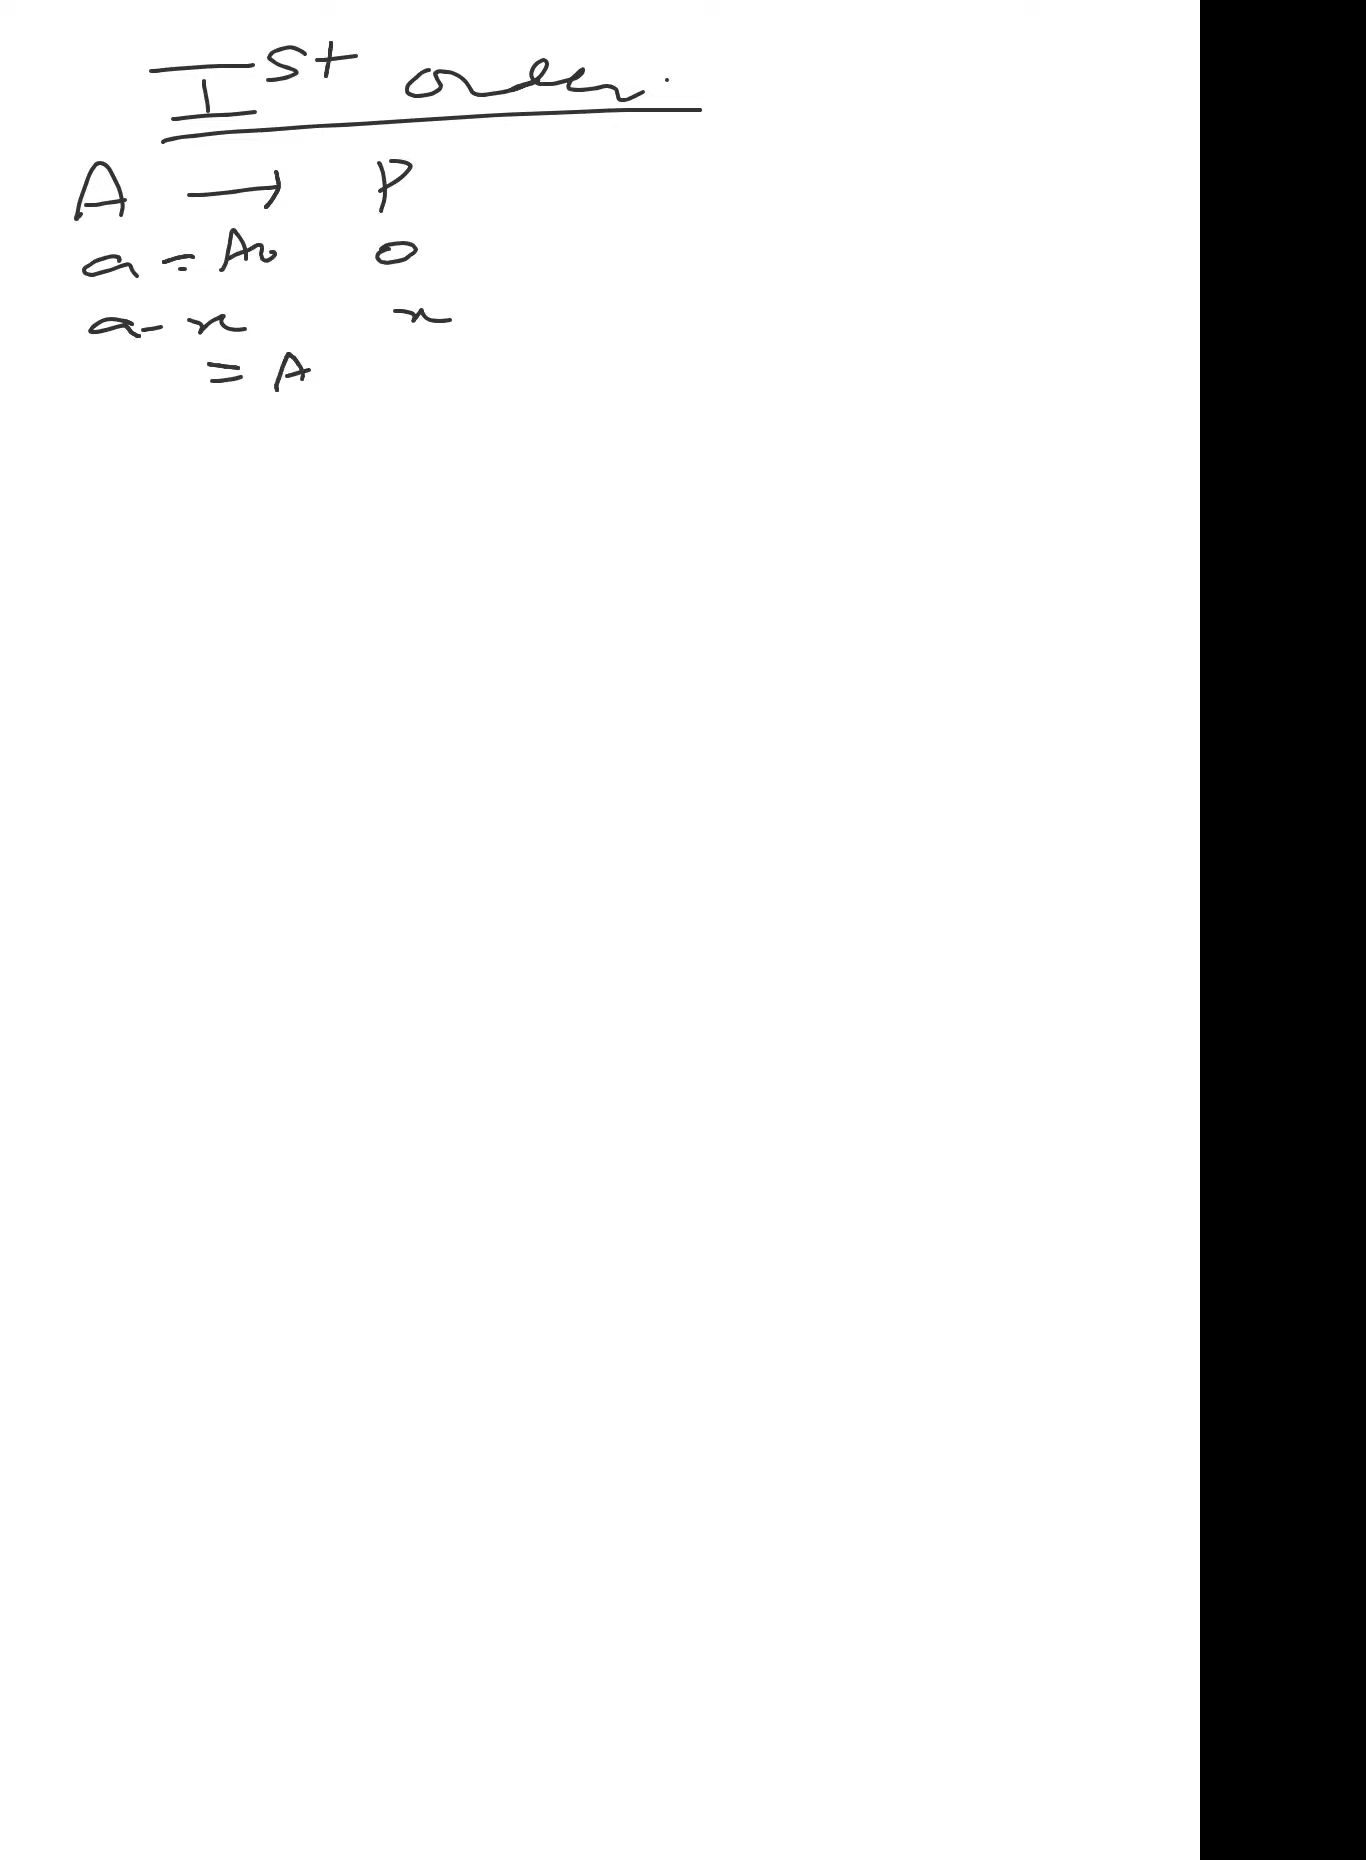 Ist order.
A → P
a = A₀ 0
a - x x
= A